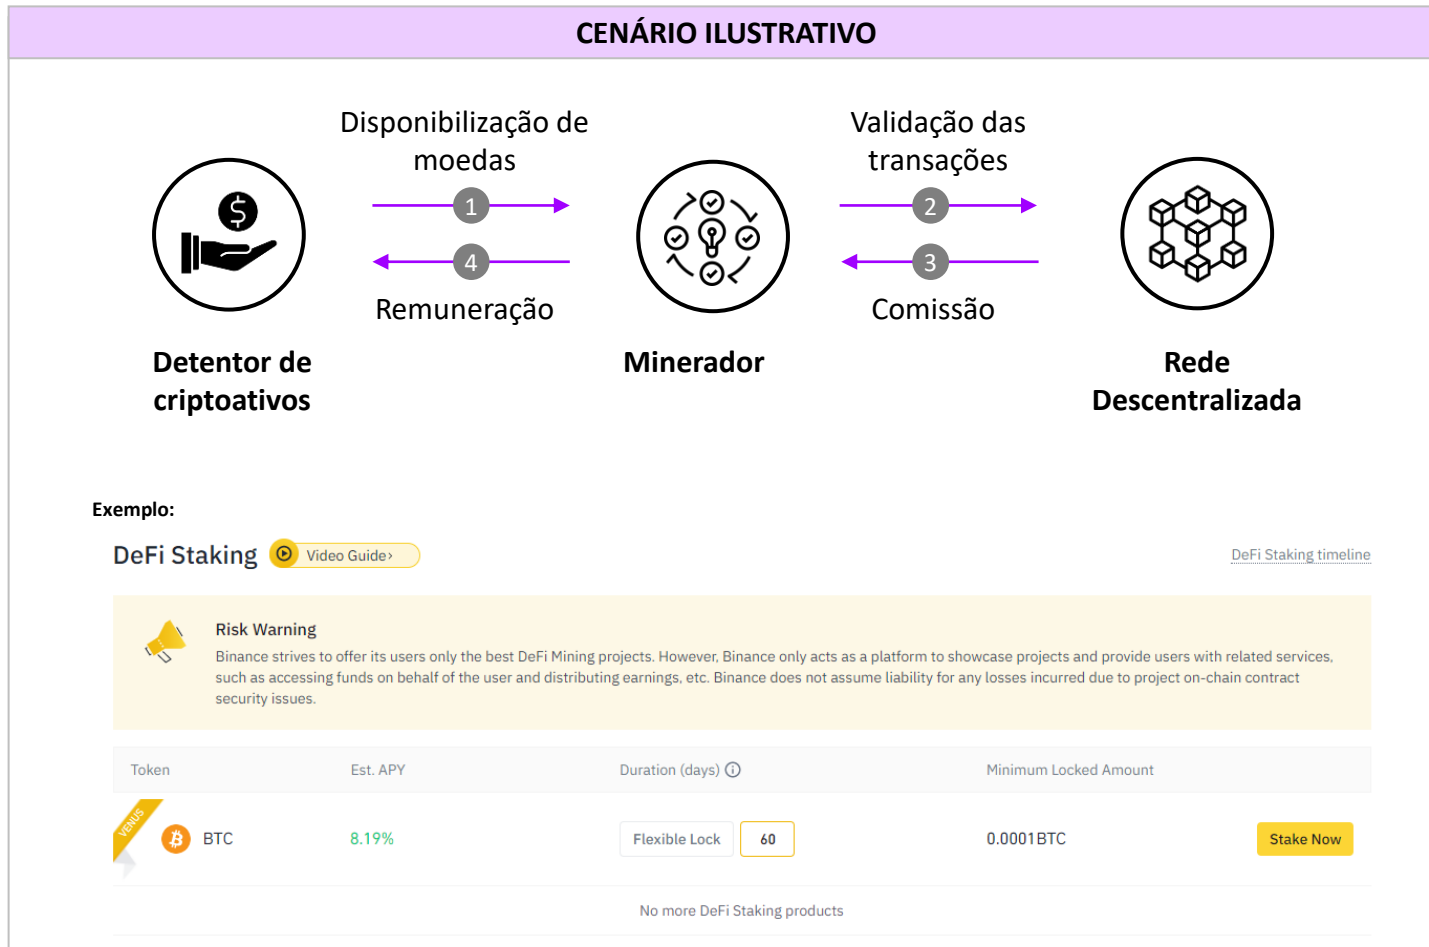 CENÁRIO ILUSTRATIVO
Disponibilização de
moedas
Validação das
transações
1
2
4
3
Remuneração
Comissão
Detentor de
criptoativos
Minerador
Rede
Descentralizada
Exemplo:
DeFi Staking
Video Guide›
DeFi Staking timeline
Risk Warning
Binance strives to offer its users only the best DeFi Mining projects. However, Binance only acts as a platform to showcase projects and provide users with related services,
such as accessing funds on behalf of the user and distributing earnings, etc. Binance does not assume liability for any losses incurred due to project on-chain contract
security issues.
Token
Est. APY
Duration (days)
Minimum Locked Amount
VENUS
BTC
8.19%
Flexible Lock
60
0.0001BTC
Stake Now
No more DeFi Staking products